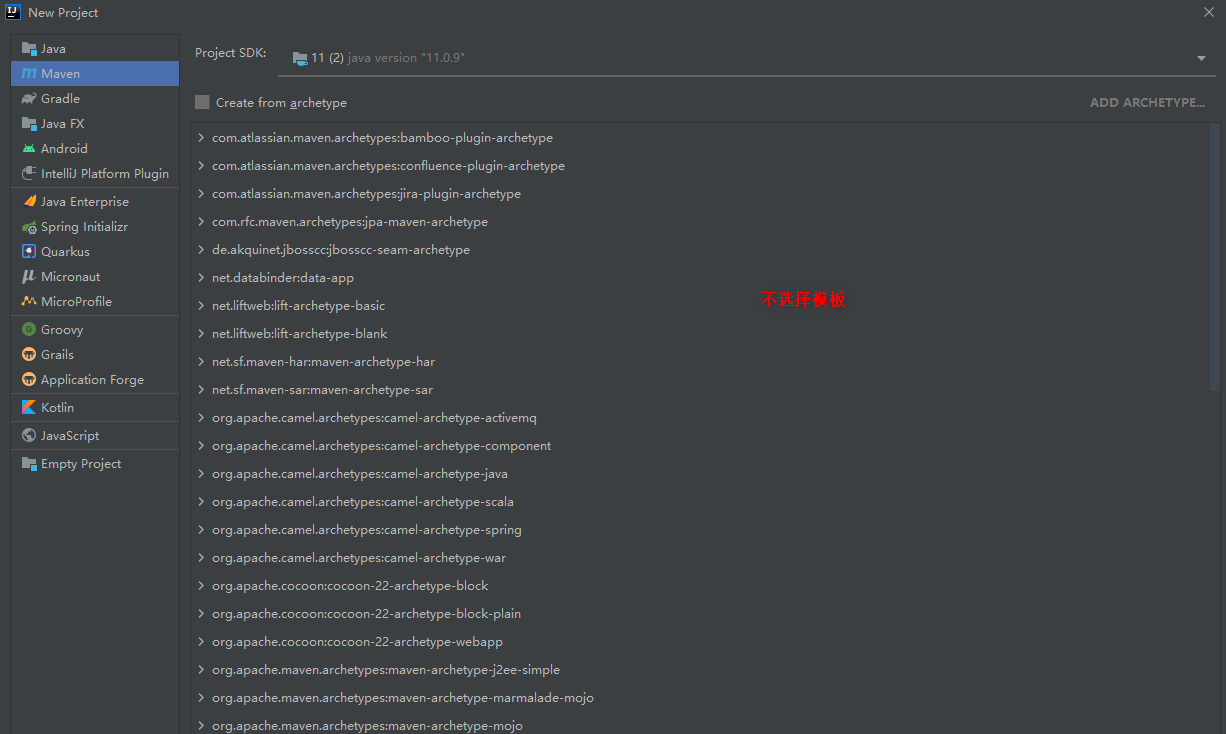 New Project
Java
Maven
Gradle
Java FX
Android
IntelliJ Platform Plugin
Java Enterprise
Spring Initializr
Quarkus
Micronaut
MicroProfile
Groovy
Grails
Application Forge
Kotlin
JavaScript
Empty Project
Project SDK: 11 (2) java version "11.0.9"
Create from archetype ADD ARCHETYPE...
com.atlassian.maven.archetypes:bamboo-plugin-archetype
com.atlassian.maven.archetypes:confluence-plugin-archetype
com.atlassian.maven.archetypes:jira-plugin-archetype
com.rfc.maven.archetypes:jpa-maven-archetype
de.akquinet.jbosscc:jbosscc-seam-archetype
net.databinder:data-app
net.liftweb:lift-archetype-basic
不选择模板
net.liftweb:lift-archetype-blank
net.sf.maven-har:maven-archetype-har
net.sf.maven-sar:maven-archetype-sar
org.apache.camel.archetypes:camel-archetype-activemq
org.apache.camel.archetypes:camel-archetype-component
org.apache.camel.archetypes:camel-archetype-java
org.apache.camel.archetypes:camel-archetype-scala
org.apache.camel.archetypes:camel-archetype-spring
org.apache.camel.archetypes:camel-archetype-war
org.apache.cocoon:cocoon-22-archetype-block
org.apache.cocoon:cocoon-22-archetype-block-plain
org.apache.cocoon:cocoon-22-archetype-webapp
org.apache.maven.archetypes:maven-archetype-j2ee-simple
org.apache.maven.archetypes:maven-archetype-marmalade-mojo
org.apache.maven.archetypes:maven-archetype-mojo